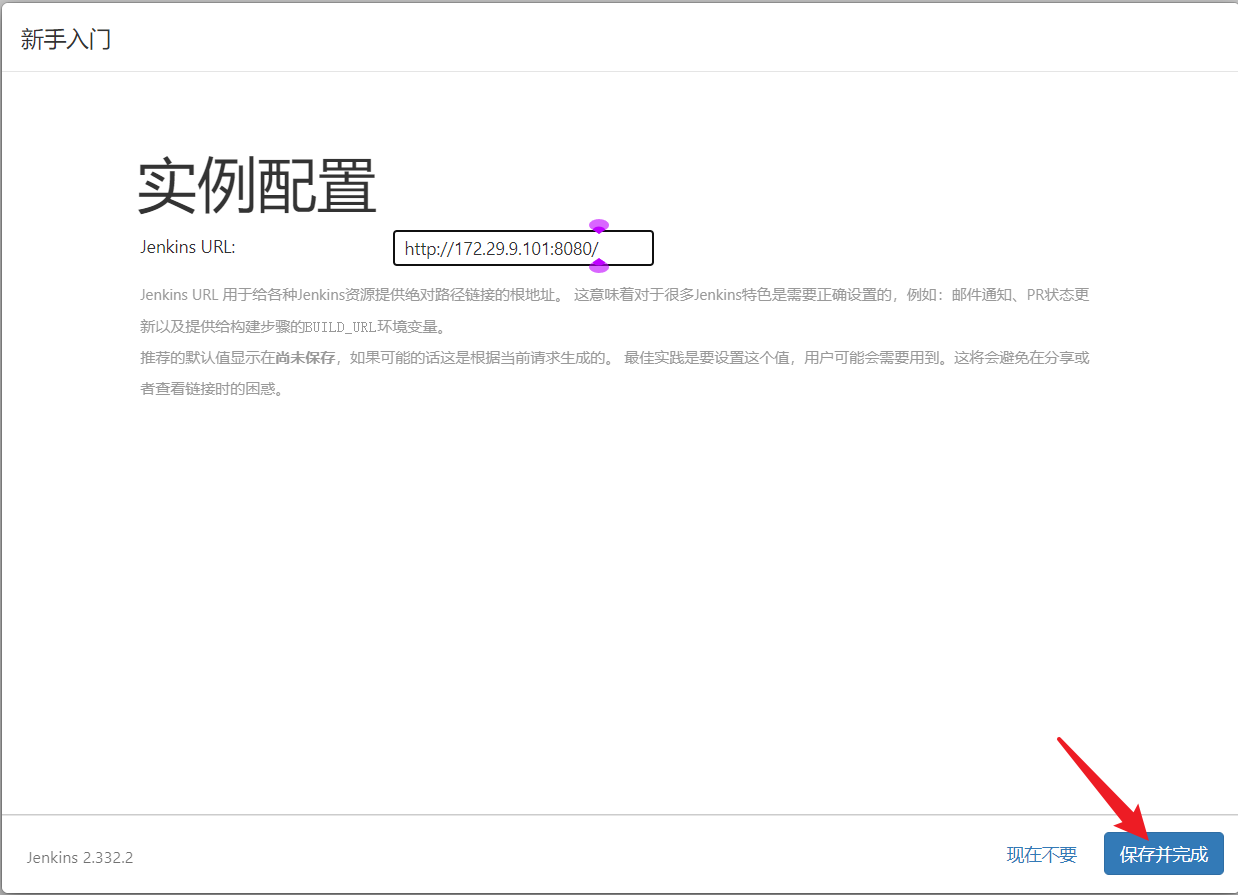 新手入门
实例配置
Jenkins URL:
http://172.29.9.101:8080/
Jenkins URL 用于给各种Jenkins资源提供绝对路径链接的根地址。 这意味着对于很多Jenkins特色是需要正确设置的，例如：邮件通知、PR状态更
新以及提供给构建步骤的BUILD_URL环境变量。
推荐的默认值显示在尚未保存，如果可能的话这是根据当前请求生成的。 最佳实践是要设置这个值，用户可能会需要用到。这将会避免在分享或
者查看链接时的困惑。
Jenkins 2.332.2
现在不要
保存并完成